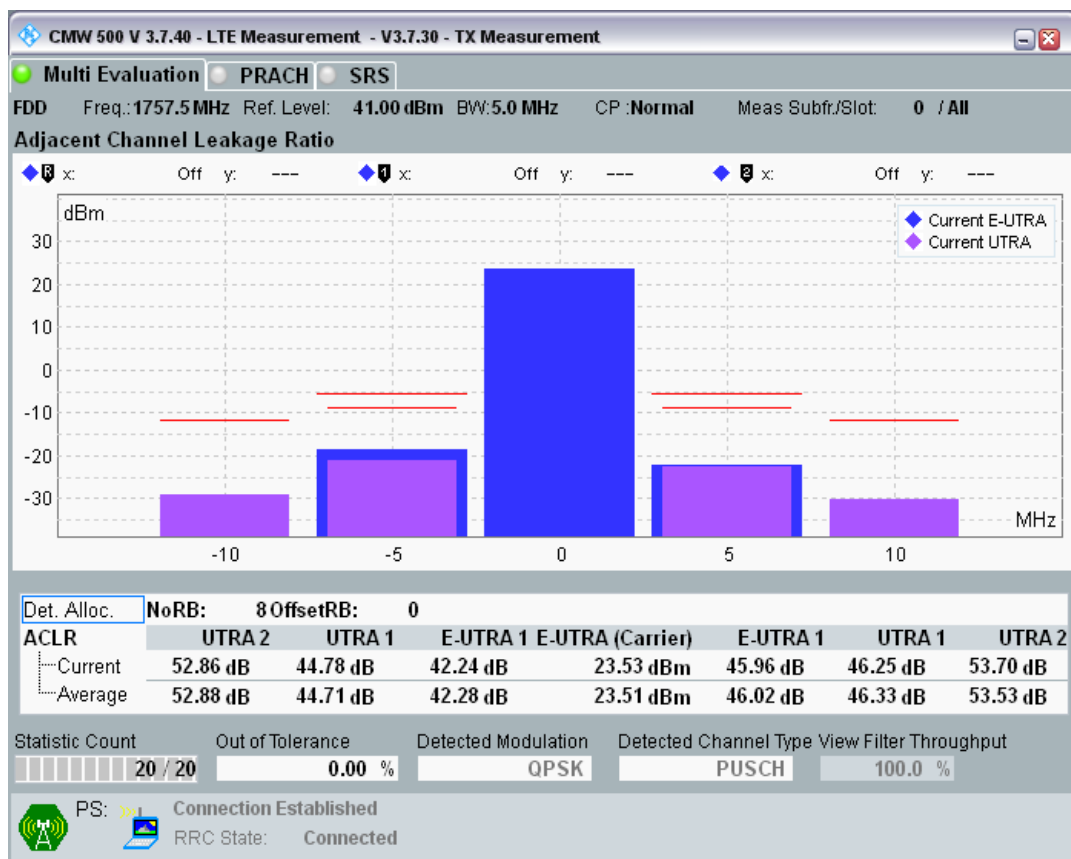 CMW 500 V 3.7.40 - LTE Measurement - V3.7.30 - TX Measurement
Multi Evaluation PRACH SRS
FDD Freq.: 1757.5 MHz Ref. Level: 41.00 dBm BW: 5.0 MHz CP : Normal Meas Subfr./Slot: 0 / All
Adjacent Channel Leakage Ratio
R x: Off y: --- 1 x: Off y: --- 2 x: Off y: ---
dBm
Current E-UTRA
Current UTRA
30
20
10
0
-10
-20
-30
MHz
-10 -5 0 5 10
Det. Alloc. NoRB: 8 OffsetRB: 0
ACLR UTRA 2 UTRA 1 E-UTRA 1 E-UTRA (Carrier) E-UTRA 1 UTRA 1 UTRA 2
Current 52.86 dB 44.78 dB 42.24 dB 23.53 dBm 45.96 dB 46.25 dB 53.70 dB
Average 52.88 dB 44.71 dB 42.28 dB 23.51 dBm 46.02 dB 46.33 dB 53.53 dB
Statistic Count Out of Tolerance Detected Modulation Detected Channel Type View Filter Throughput
20 / 20 0.00 % QPSK PUSCH 100.0 %
PS: Connection Established
RRC State: Connected